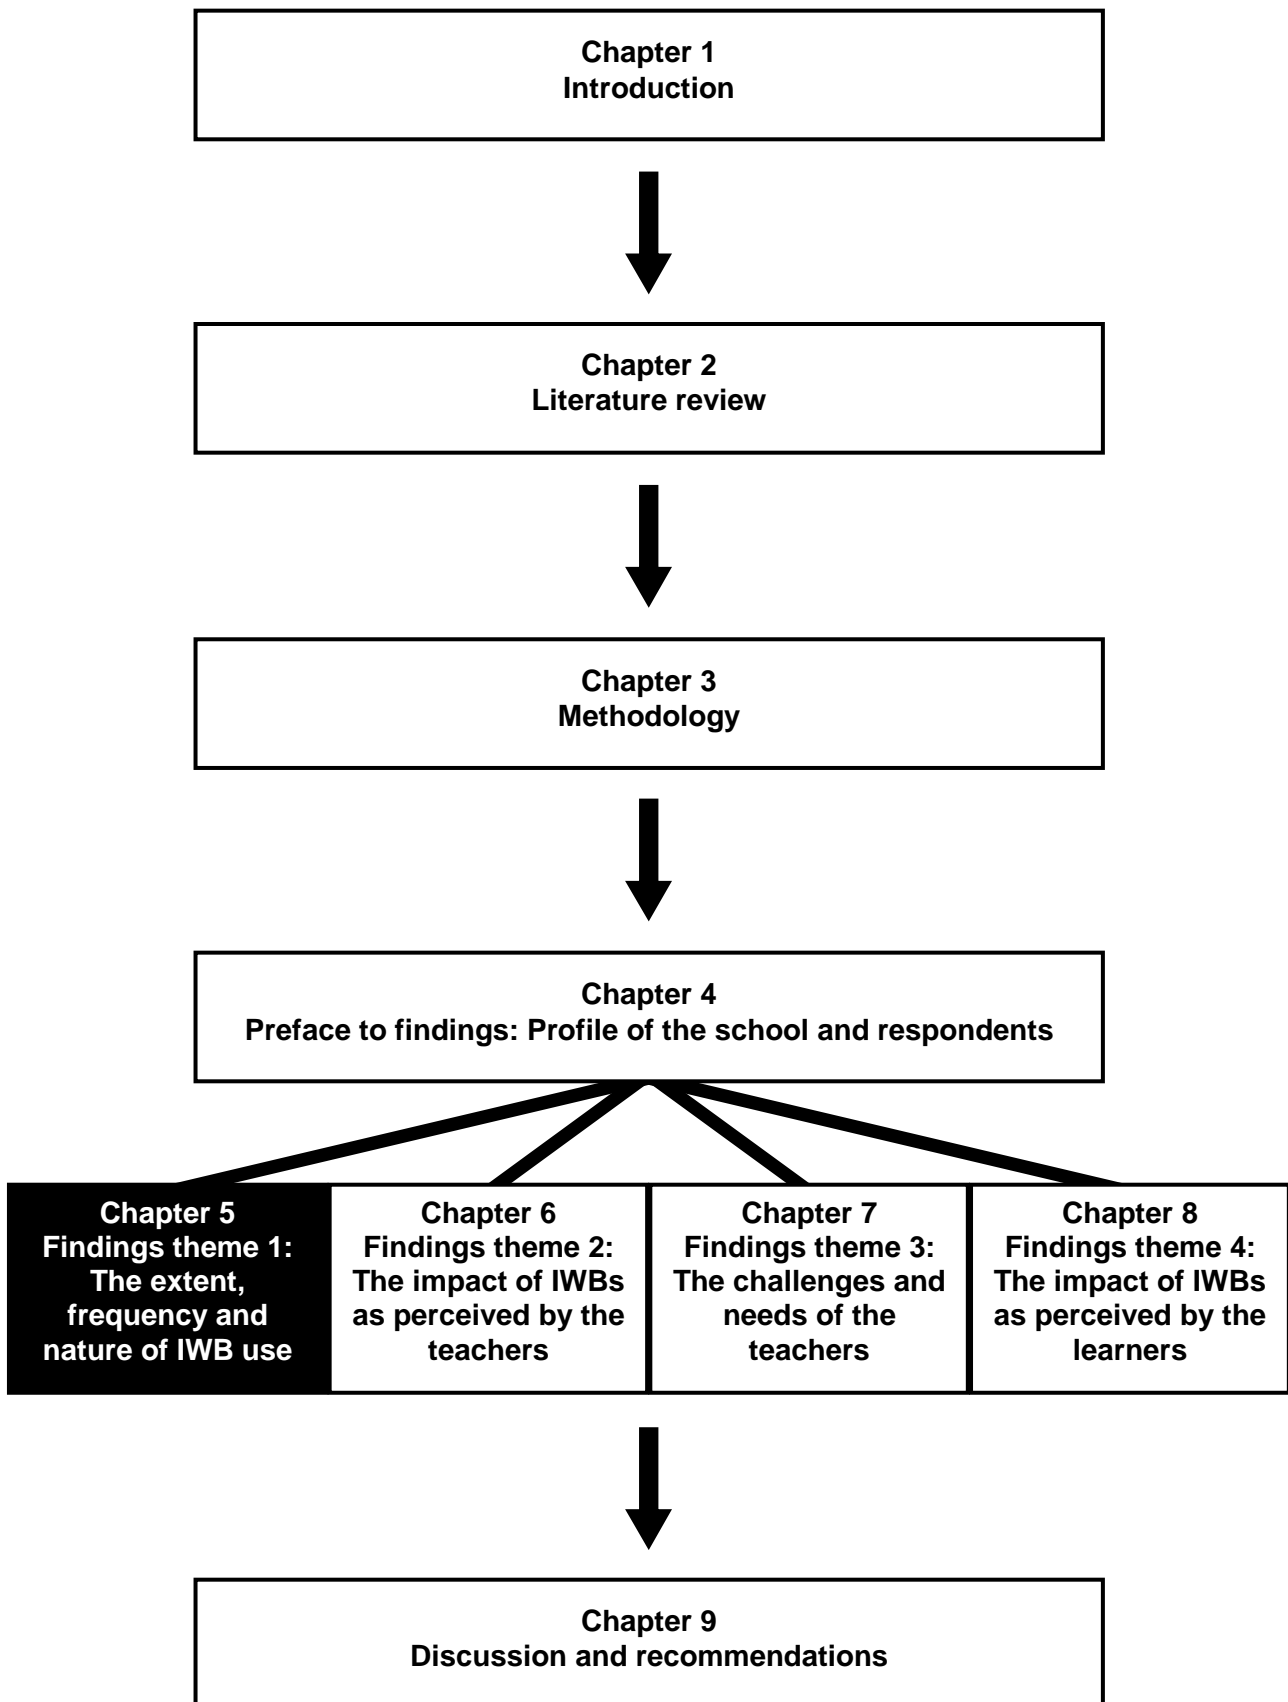 Chapter 1
Introduction
Chapter 2
Literature review
Chapter 3
Methodology
Chapter 4
Preface to findings: Profile of the school and respondents
Chapter 5
Findings theme 1:
The extent,
frequency and
nature of IWB use
Chapter 6
Findings theme 2:
The impact of IWBs
as perceived by the
teachers
Chapter 7
Findings theme 3:
The challenges and
needs of the
teachers
Chapter 8
Findings theme 4:
The impact of IWBs
as perceived by the
learners
Chapter 9
Discussion and recommendations